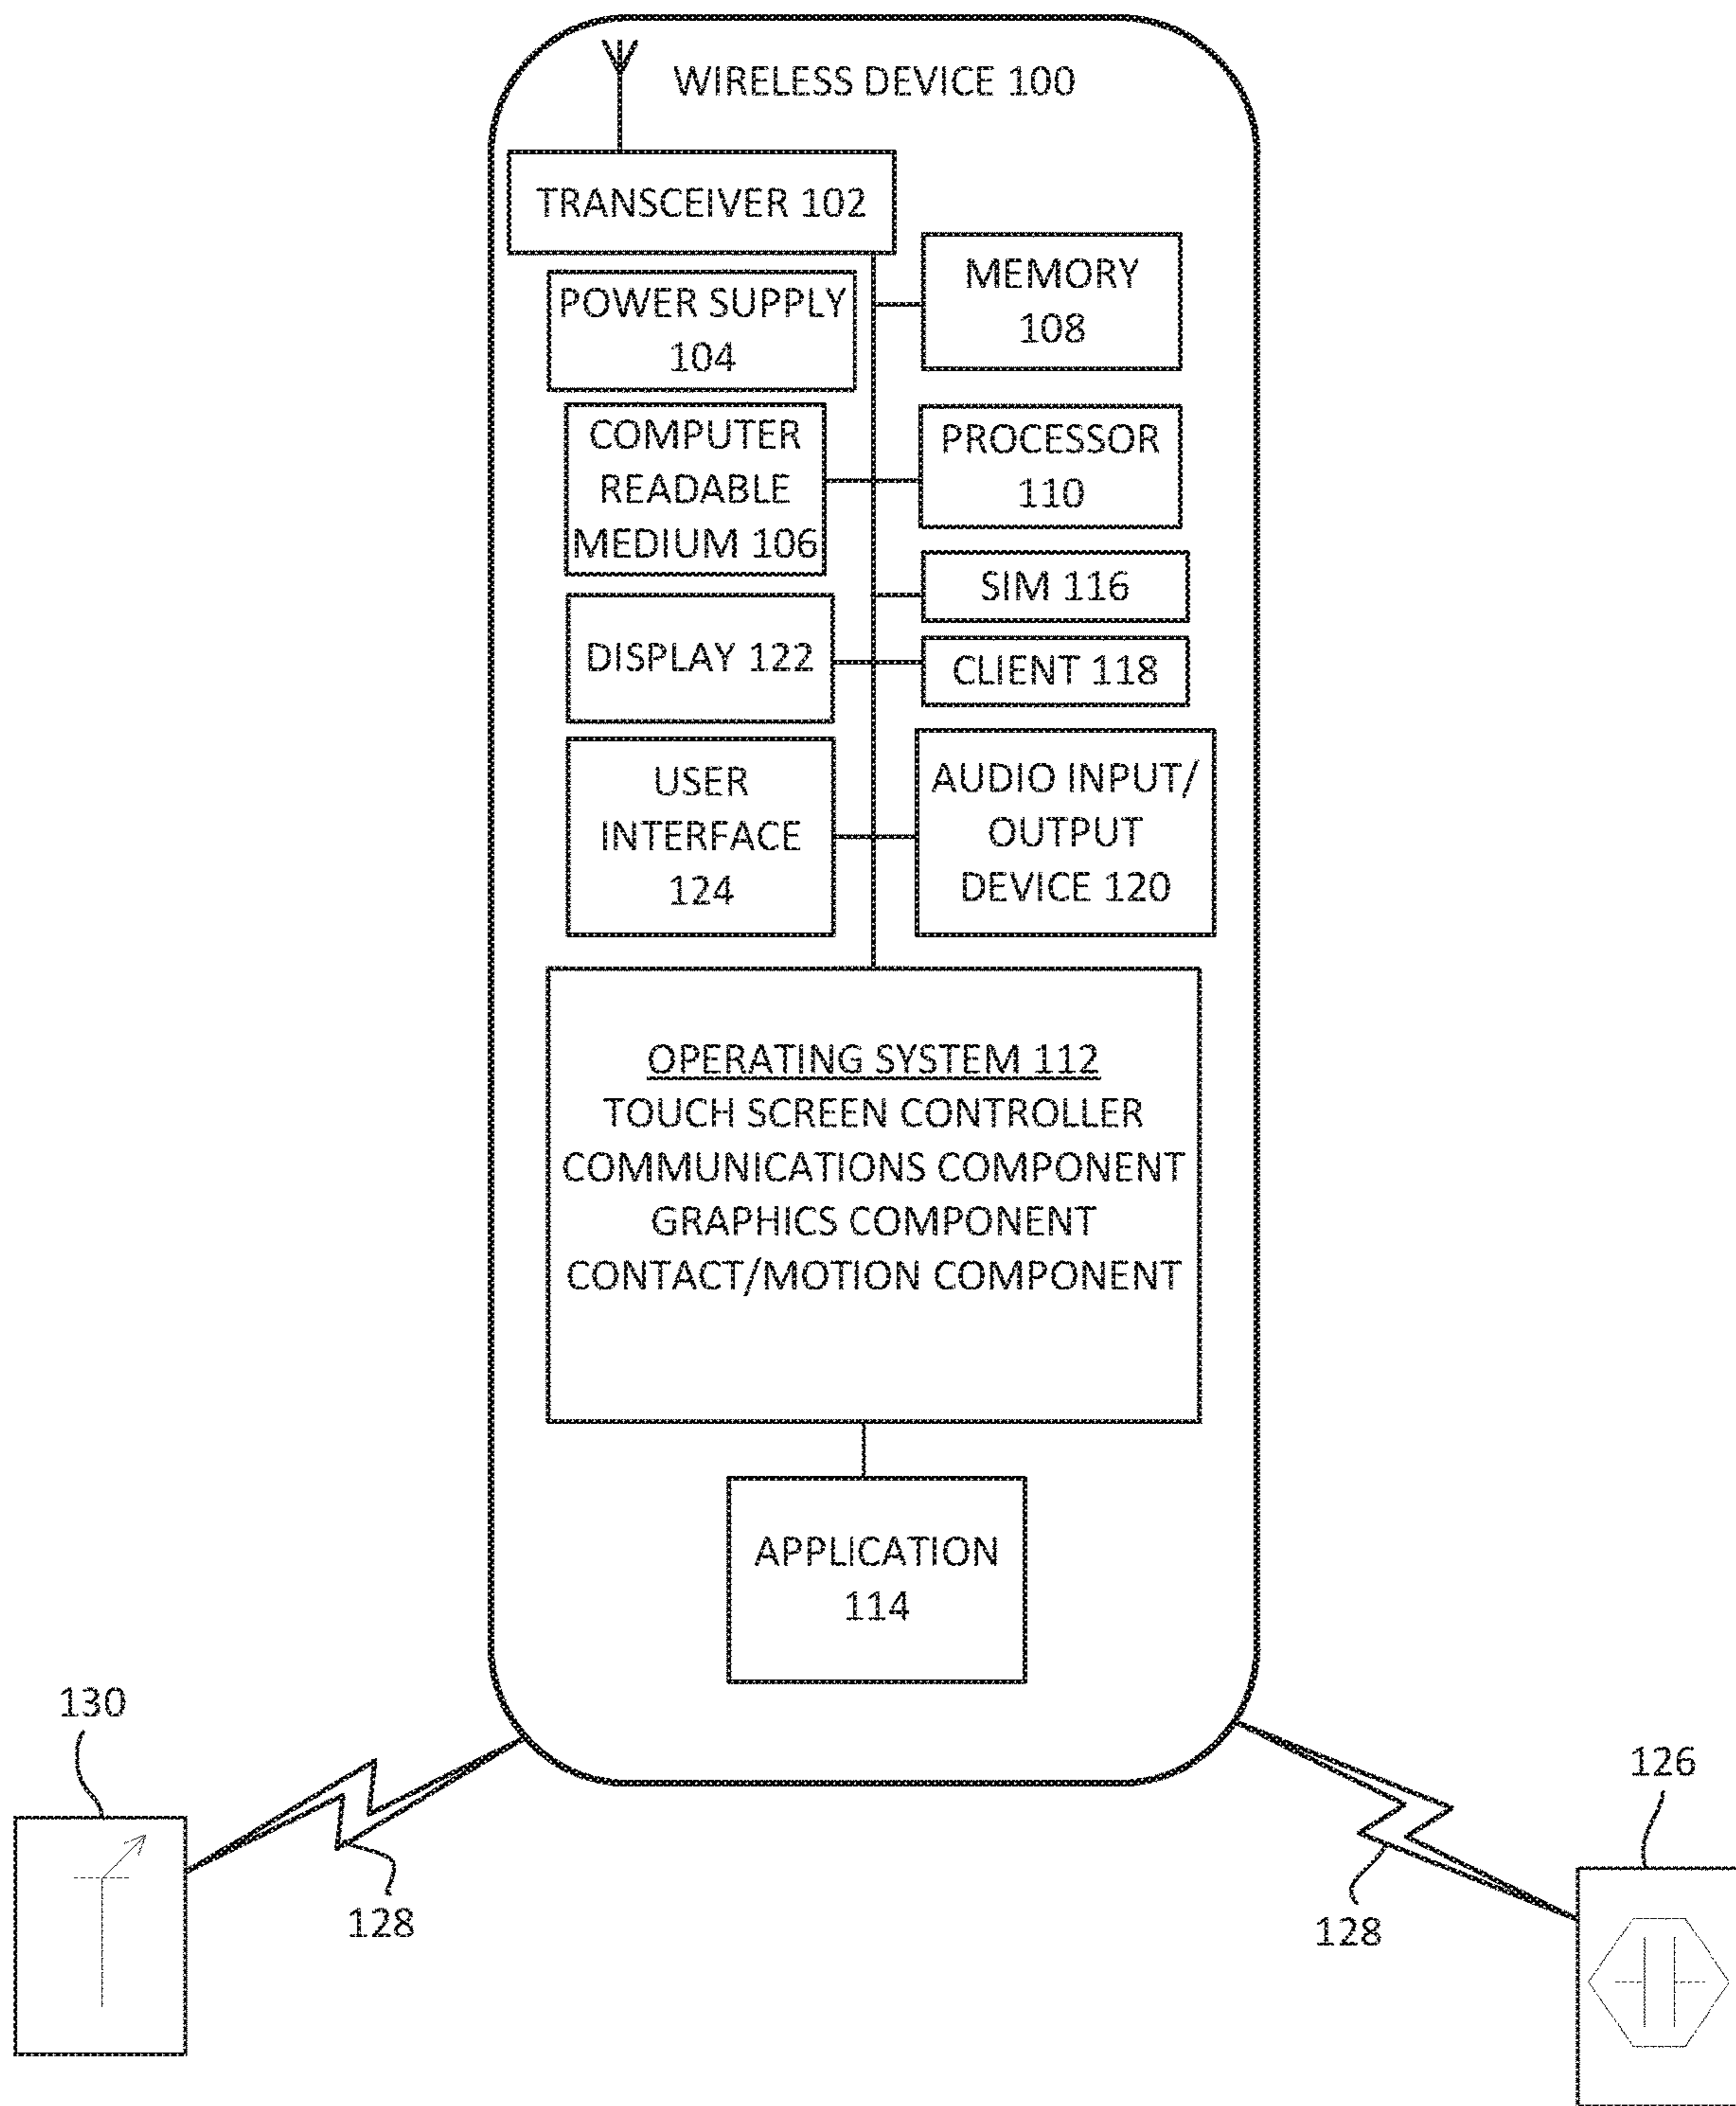 WIRELESS DEVICE 100
TRANSCEIVER 102
POWER SUPPLY
104
MEMORY
108
COMPUTER
READABLE
MEDIUM 106
PROCESSOR
110
SIM 116
DISPLAY 122
CLIENT 118
USER
INTERFACE
124
AUDIO INPUT/
OUTPUT
DEVICE 120
OPERATING SYSTEM 112
TOUCH SCREEN CONTROLLER
COMMUNICATIONS COMPONENT
GRAPHICS COMPONENT
CONTACT/MOTION COMPONENT
APPLICATION
114
130
126
128
128